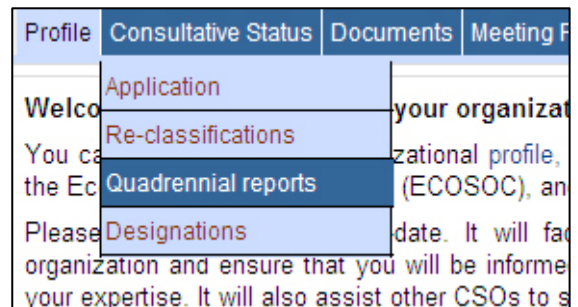 Profile Consultative Status Documents Meeting
Application
Welco your organizat
Re-classifications
You ca zational profile,
the Ec Quadrennial reports (ECOSOC), an
Please Designations date. It will fac
organization and ensure that you will be informe
your expertise. It will also assist other CSOs to s